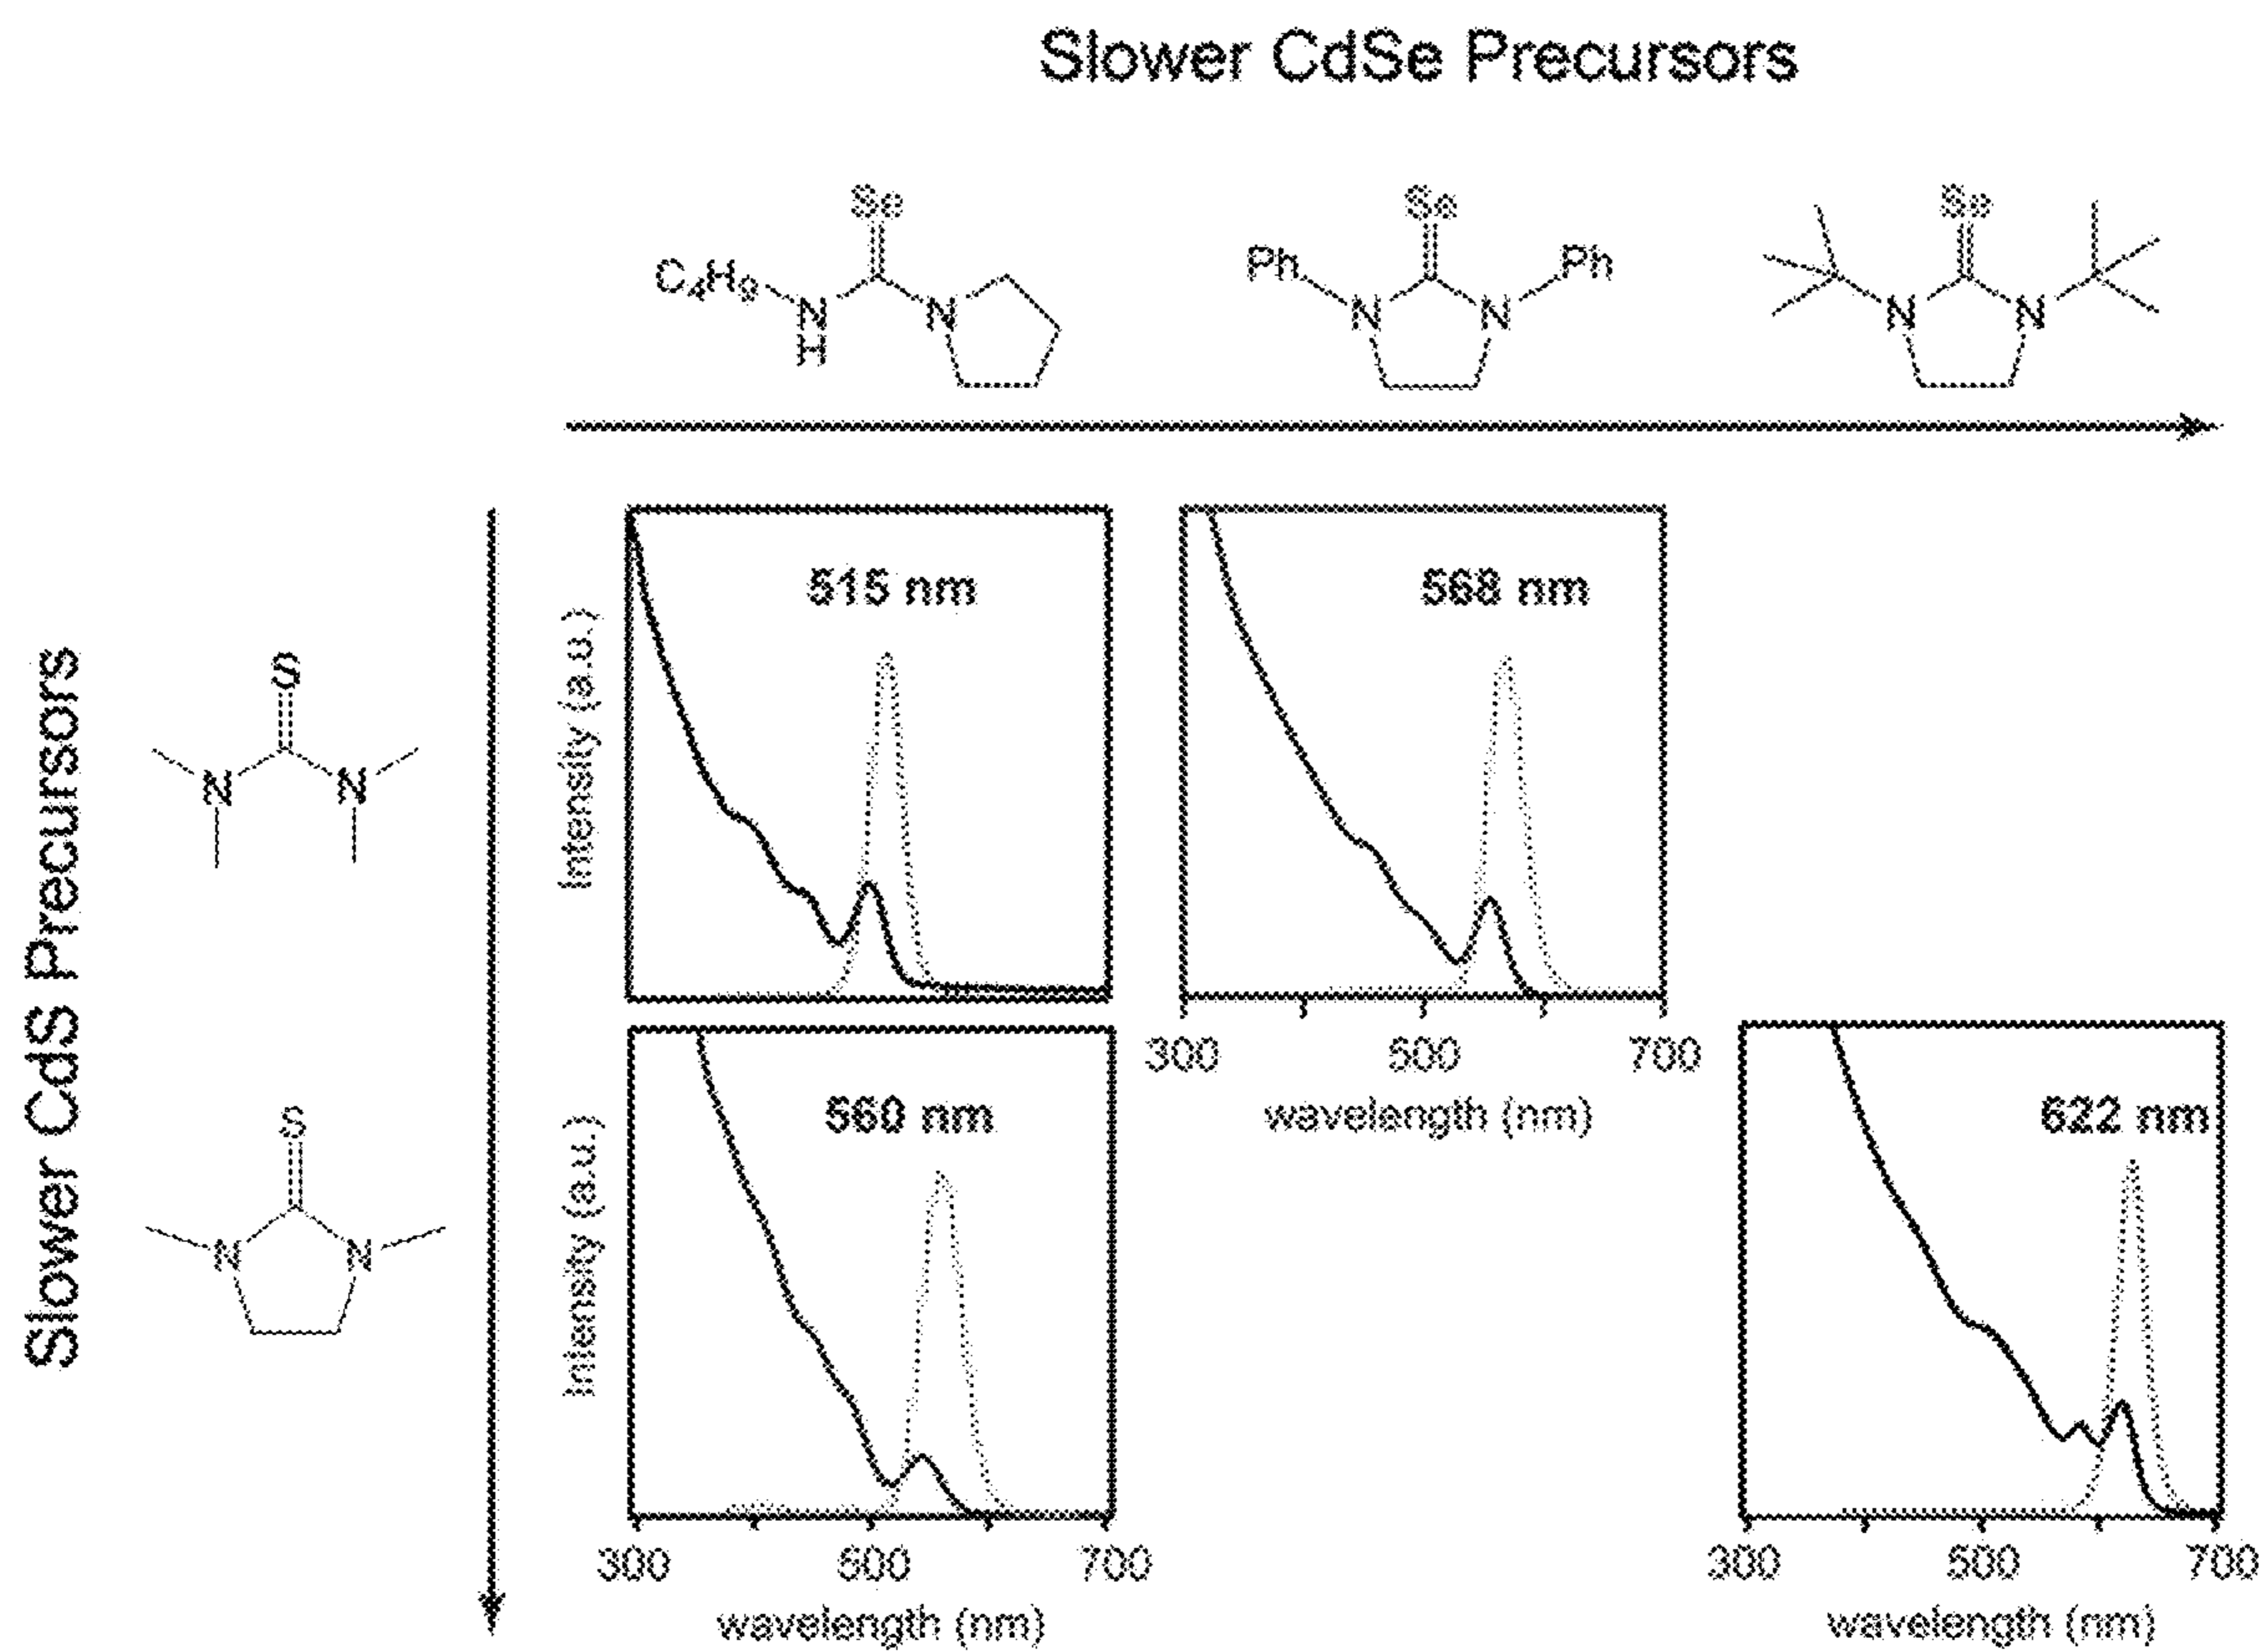 Slower CdSe Precursors
Se
Se
Se
C₄H₉
N
H
N
Ph
N
N
Ph
N
N
Slower CdS Precursors
S
N
N
S
N
N
Intensity (a.u.)
515 nm
568 nm
300
500
700
wavelength (nm)
Intensity (a.u.)
560 nm
300
500
700
wavelength (nm)
622 nm
300
500
700
wavelength (nm)